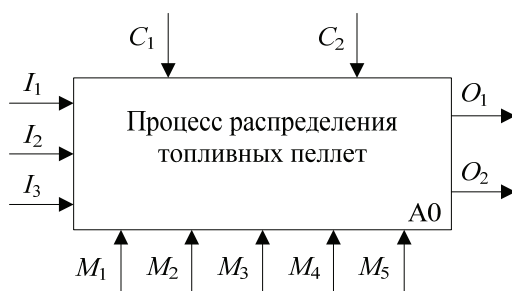 C1 C2
I1 O1
Процесс распределения
I2 топливных пеллет
I3 O2
A0
M1 M2 M3 M4 M5